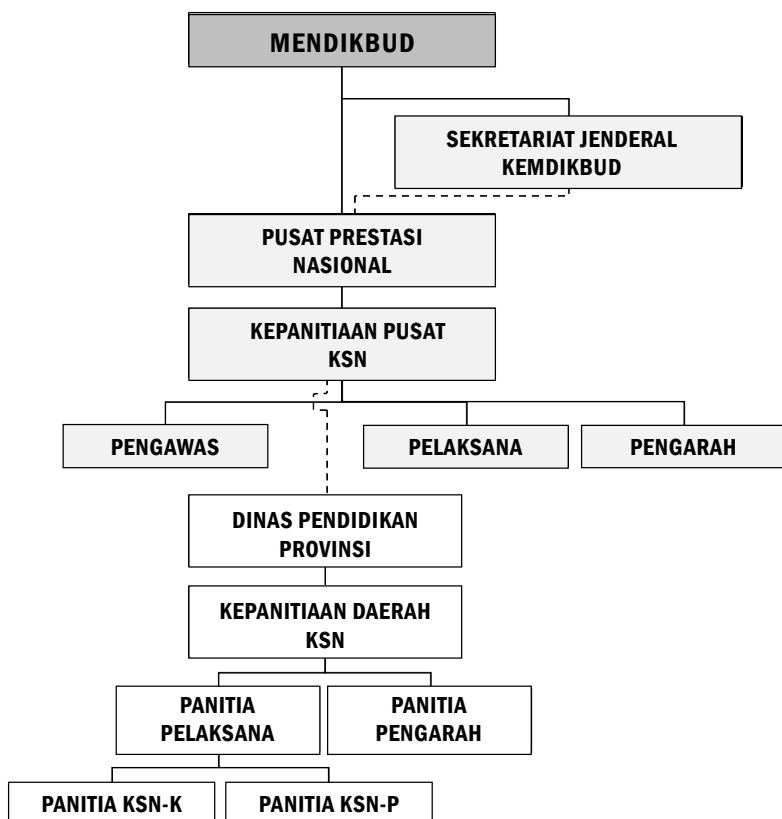 MENDIKBUD
SEKRETARIAT JENDERAL
KEMDIKBUD
PUSAT PRESTASI
NASIONAL
KEPANITIAAN PUSAT
KSN
PENGAWAS
PELAKSANA
PENGARAH
DINAS PENDIDIKAN
PROVINSI
KEPANITIAAN DAERAH
KSN
PANITIA
PELAKSANA
PANITIA
PENGARAH
PANITIA KSN-K
PANITIA KSN-P